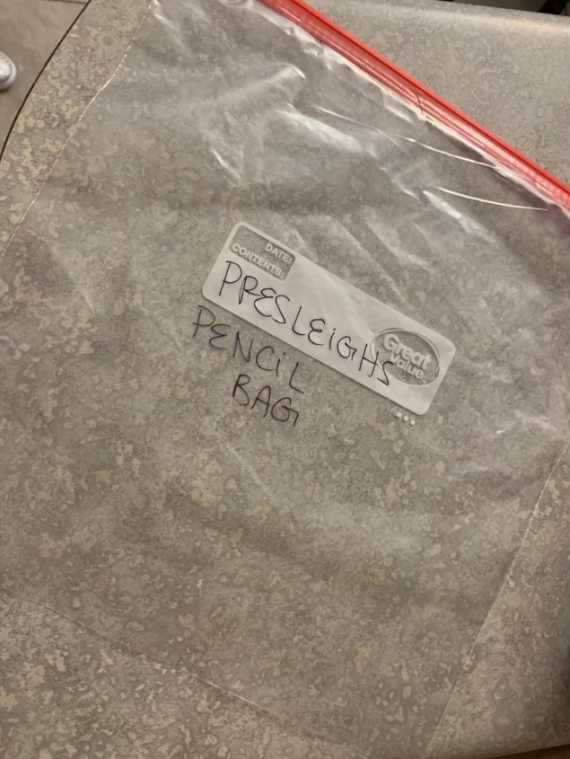 DATE:
CONTENTS:
PRESLEIGHS
Great Value
PENCiL
BAG